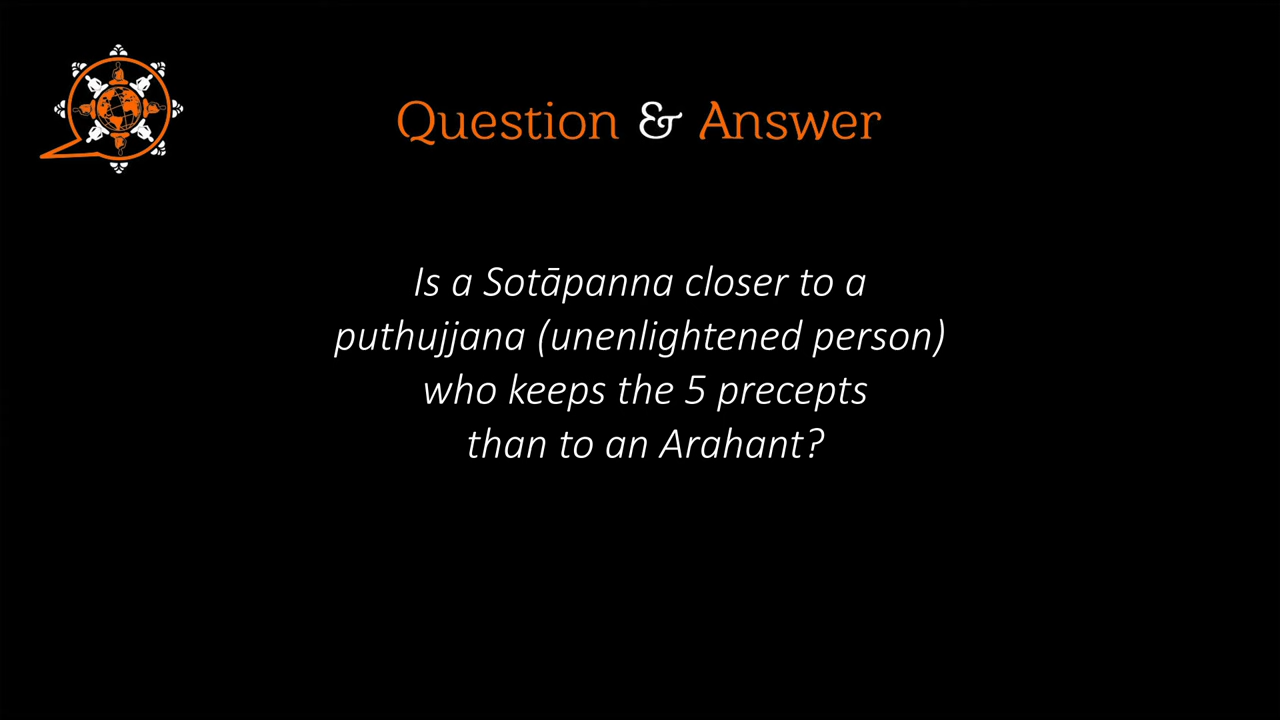 Question & Answer
Is a Sotāpanna closer to a
puthujjana (unenlightened person)
who keeps the 5 precepts
than to an Arahant?